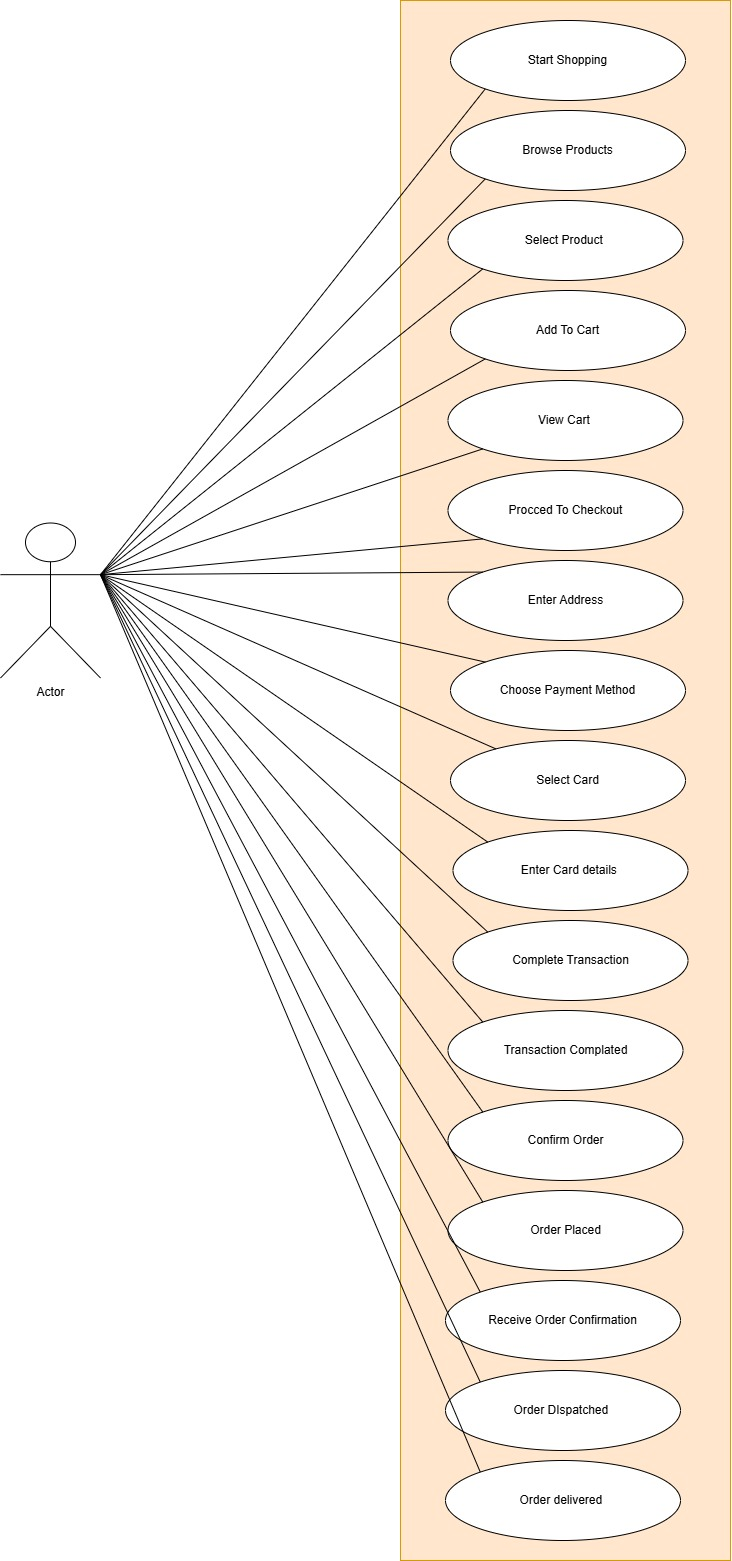 Start Shopping
Browse Products
Select Product
Add To Cart
View Cart
Procced To Checkout
Enter Address
Actor
Choose Payment Method
Select Card
Enter Card details
Complete Transaction
Transaction Complated
Confirm Order
Order Placed
Receive Order Confirmation
Order DIspatched
Order delivered